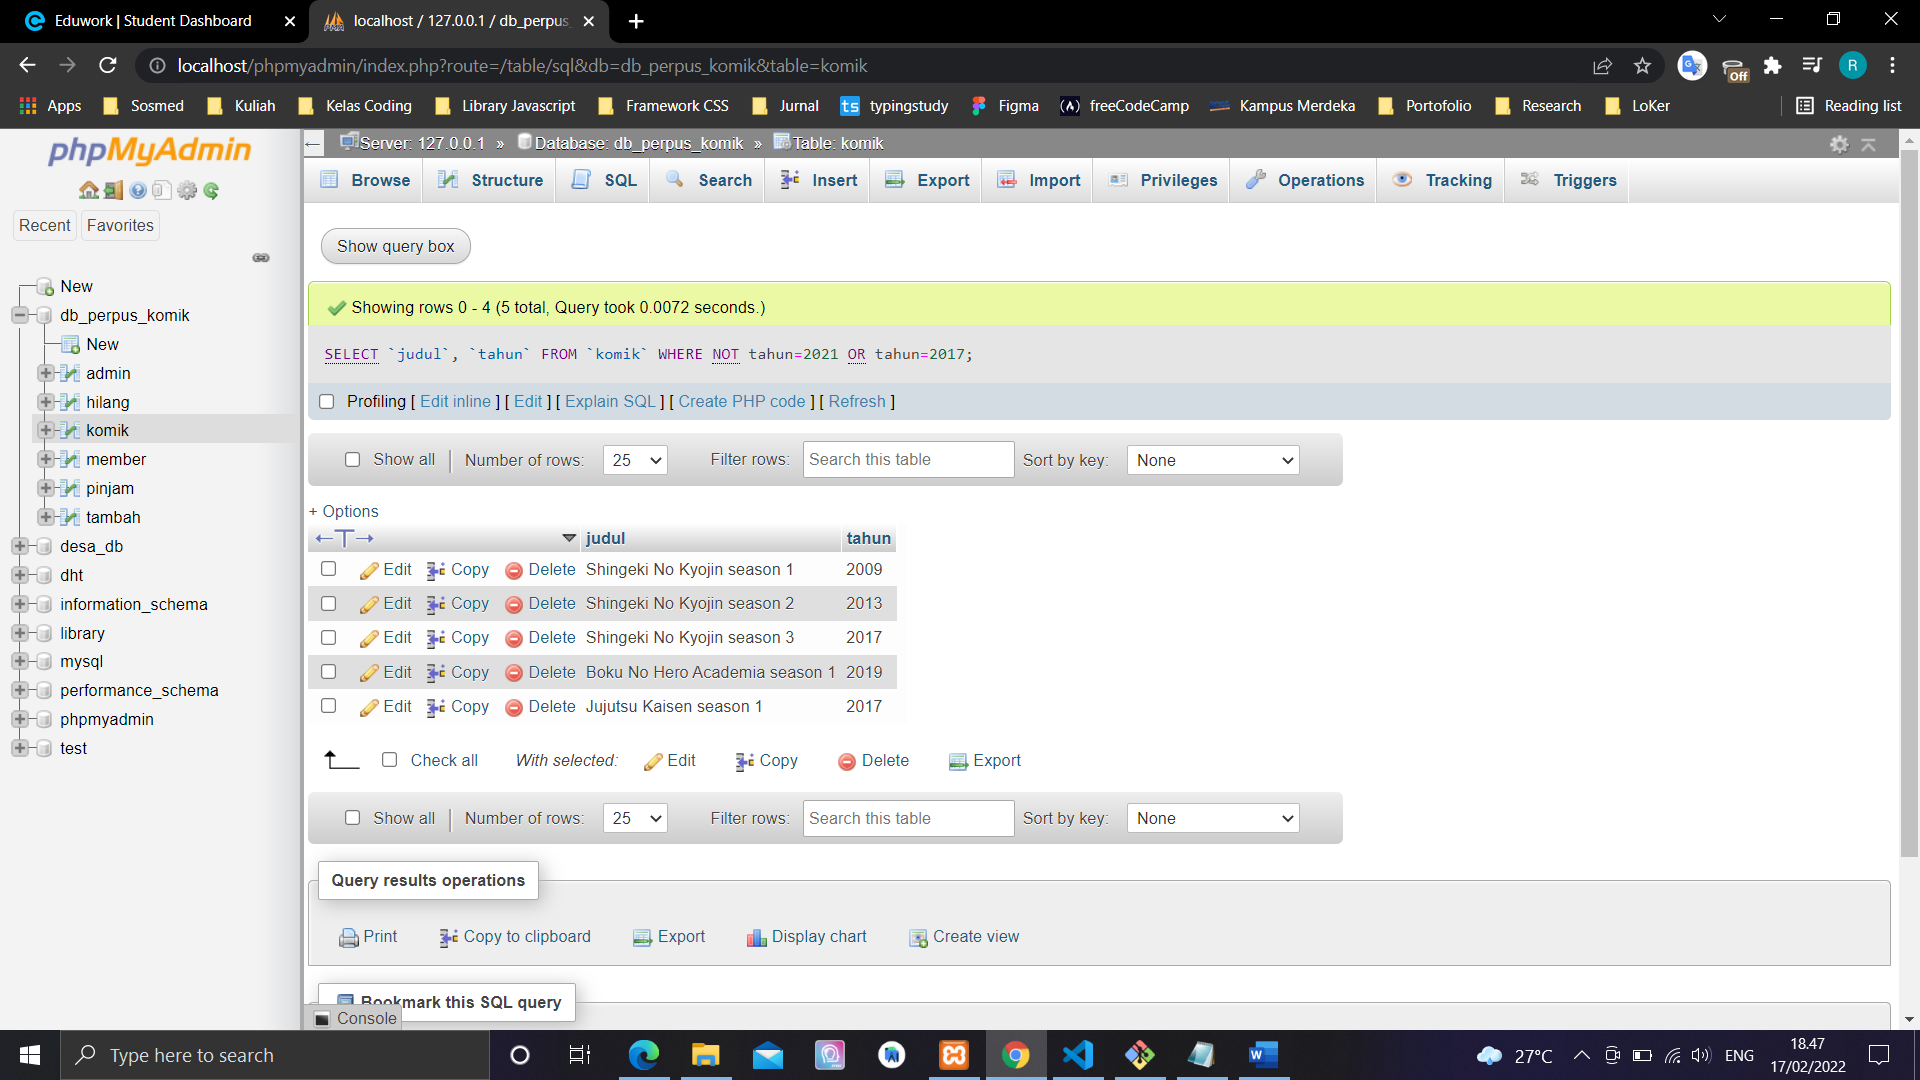 Eduwork | Student Dashboard
localhost / 127.0.0.1 / db_perpus_
localhost/phpmyadmin/index.php?route=/table/sql&db=db_perpus_komik&table=komik
Off
R
Apps Sosmed Kuliah Kelas Coding Library Javascript Framework CSS Jurnal ts typingstudy Figma freeCodeCamp Kampus Merdeka Portofolio Research LoKer Reading list
phpMyAdmin
Recent Favorites
New
db_perpus_komik
New
admin
hilang
komik
member
pinjam
tambah
desa_db
dht
information_schema
library
mysql
performance_schema
phpmyadmin
test
Server: 127.0.0.1 » Database: db_perpus_komik » Table: komik
Browse Structure SQL Search Insert Export Import Privileges Operations Tracking Triggers
Show query box
Showing rows 0 - 4 (5 total, Query took 0.0072 seconds.)
SELECT `judul`, `tahun` FROM `komik` WHERE NOT tahun=2021 OR tahun=2017;
Profiling [ Edit inline ] [ Edit ] [ Explain SQL ] [ Create PHP code ] [ Refresh ]
Show all | Number of rows: 25 Filter rows: Search this table Sort by key: None
+ Options
←T→ judul tahun
Edit Copy Delete Shingeki No Kyojin season 1 2009
Edit Copy Delete Shingeki No Kyojin season 2 2013
Edit Copy Delete Shingeki No Kyojin season 3 2017
Edit Copy Delete Boku No Hero Academia season 1 2019
Edit Copy Delete Jujutsu Kaisen season 1 2017
Check all With selected: Edit Copy Delete Export
Show all | Number of rows: 25 Filter rows: Search this table Sort by key: None
Query results operations
Print Copy to clipboard Export Display chart Create view
Bookmark this SQL query
Console
Type here to search
27°C ENG
18.47
17/02/2022